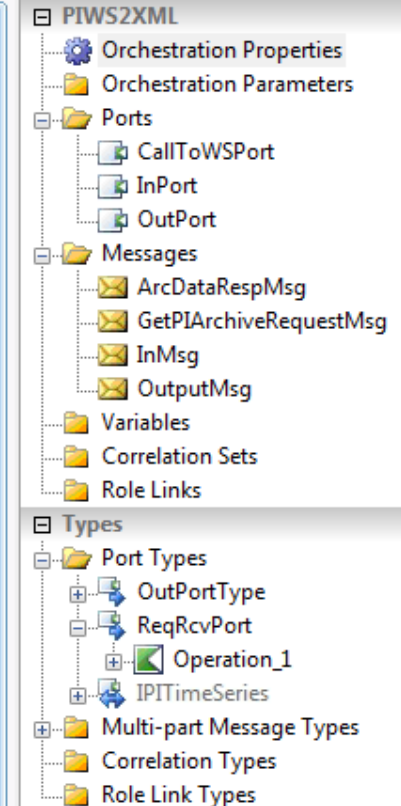 PIWS2XML
Orchestration Properties
Orchestration Parameters
Ports
CallToWSPort
InPort
OutPort
Messages
ArcDataRespMsg
GetPIArchiveRequestMsg
InMsg
OutputMsg
Variables
Correlation Sets
Role Links
Types
Port Types
OutPortType
ReqRcvPort
Operation_1
IPITimeSeries
Multi-part Message Types
Correlation Types
Role Link Types